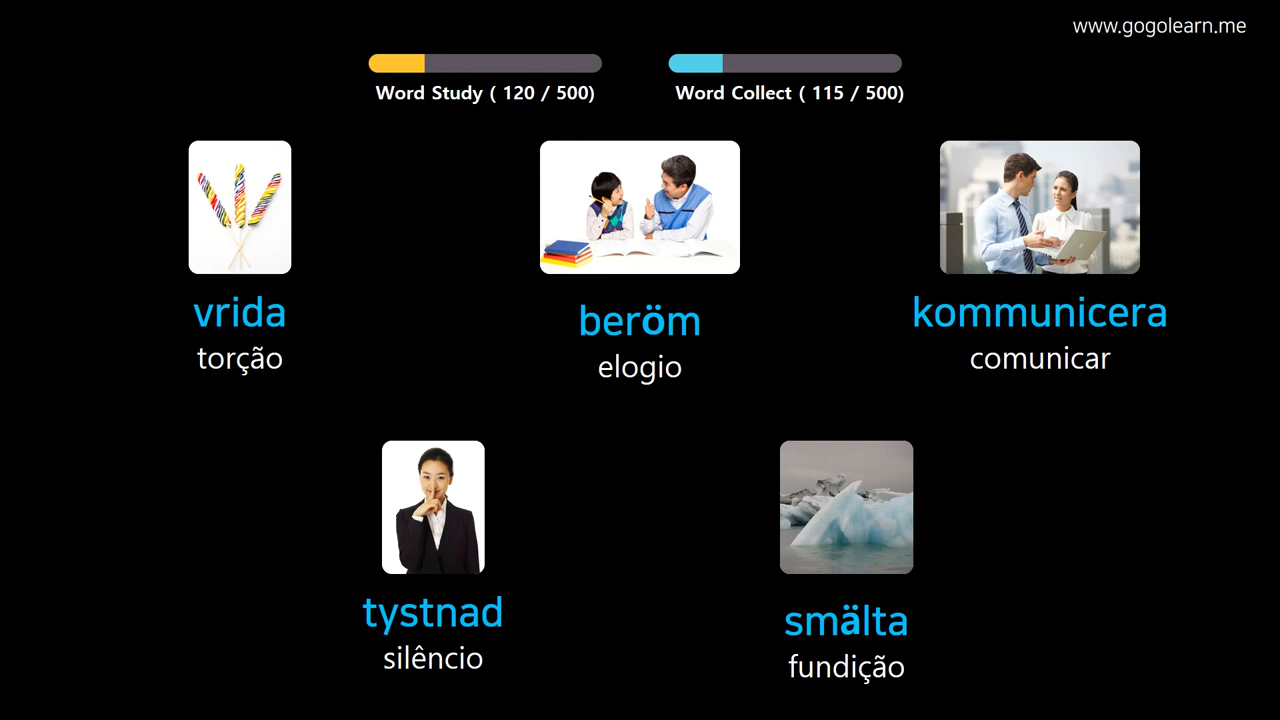 www.gogolearn.me
Word Study ( 120 / 500)
Word Collect ( 115 / 500)
vrida
torção
beröm
elogio
kommunicera
comunicar
tystnad
silêncio
smälta
fundição